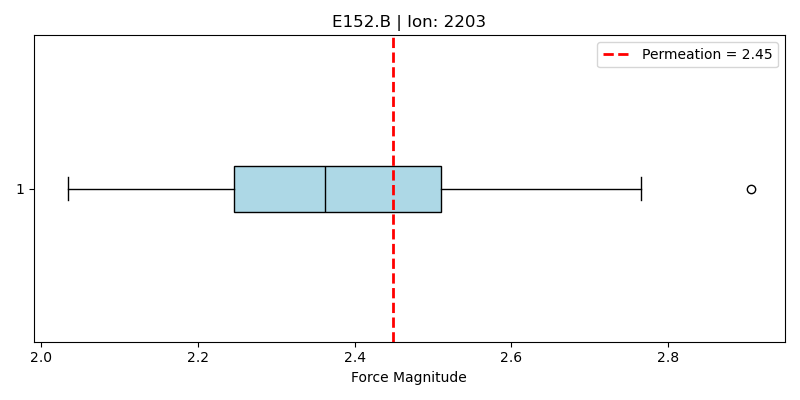 E152.B | Ion: 2203
Permeation = 2.45
1
2.0 2.2 2.4 2.6 2.8
Force Magnitude